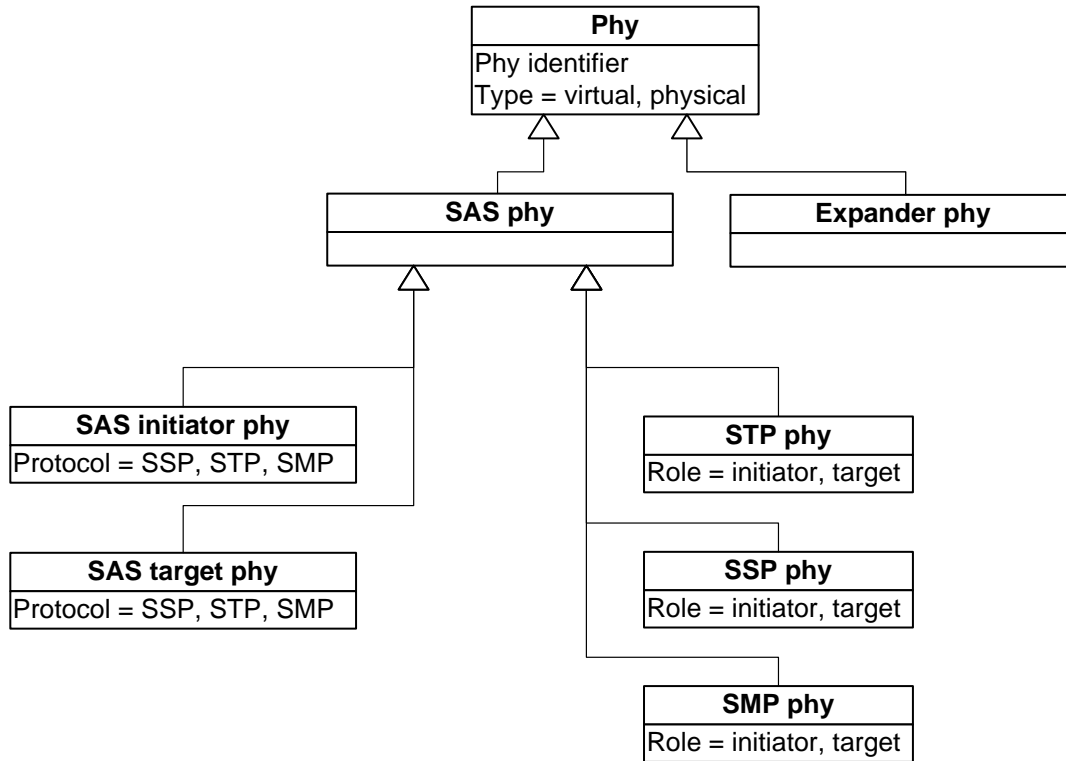 Phy
Phy identifier
Type = virtual, physical
SAS phy
Expander phy
SAS initiator phy
Protocol = SSP, STP, SMP
STP phy
Role = initiator, target
SAS target phy
Protocol = SSP, STP, SMP
SSP phy
Role = initiator, target
SMP phy
Role = initiator, target